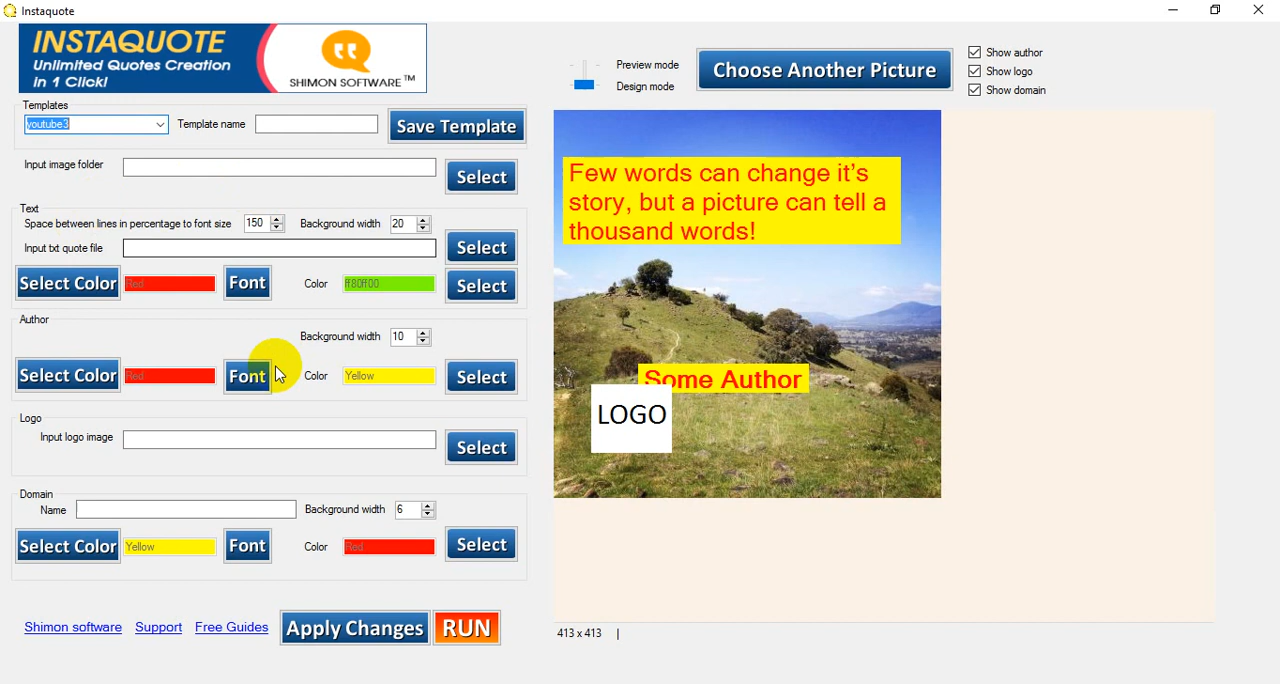 Instaquote
INSTAQUOTE
Unlimited Quotes Creation
in 1 Click!
SHIMON SOFTWARE™
Templates
youtube3
Template name
Save Template
Input image folder
Select
Text
Space between lines in percentage to font size
150
Background width
20
Input txt quote file
Select
Select Color
Red
Font
Color
ff80ff00
Select
Author
Background width
10
Select Color
Red
Font
Color
Yellow
Select
Logo
Input logo image
Select
Domain
Name
Background width
6
Select Color
Yellow
Font
Color
Red
Select
Shimon software
Support
Free Guides
Apply Changes
RUN
Preview mode
Design mode
Choose Another Picture
Show author
Show logo
Show domain
Few words can change it's
story, but a picture can tell a
thousand words!
Some Author
LOGO
413 x 413 |